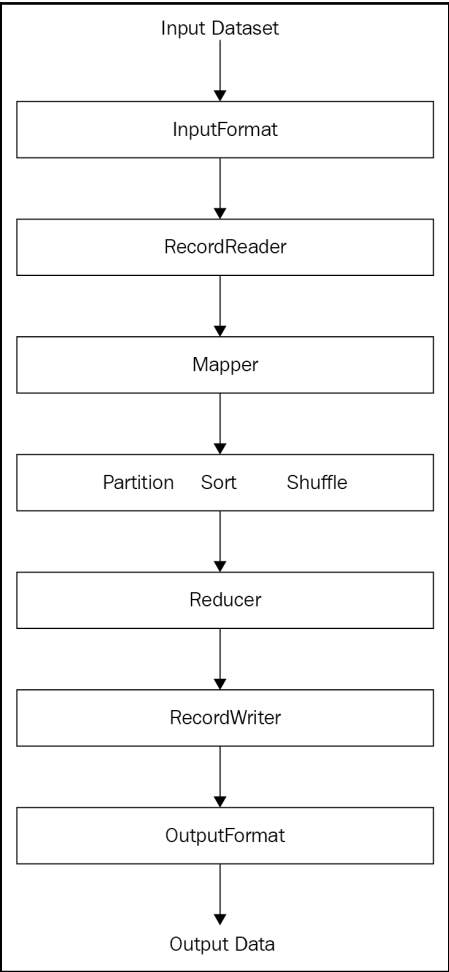 Input Dataset
InputFormat
RecordReader
Mapper
Partition Sort Shuffle
Reducer
RecordWriter
OutputFormat
Output Data